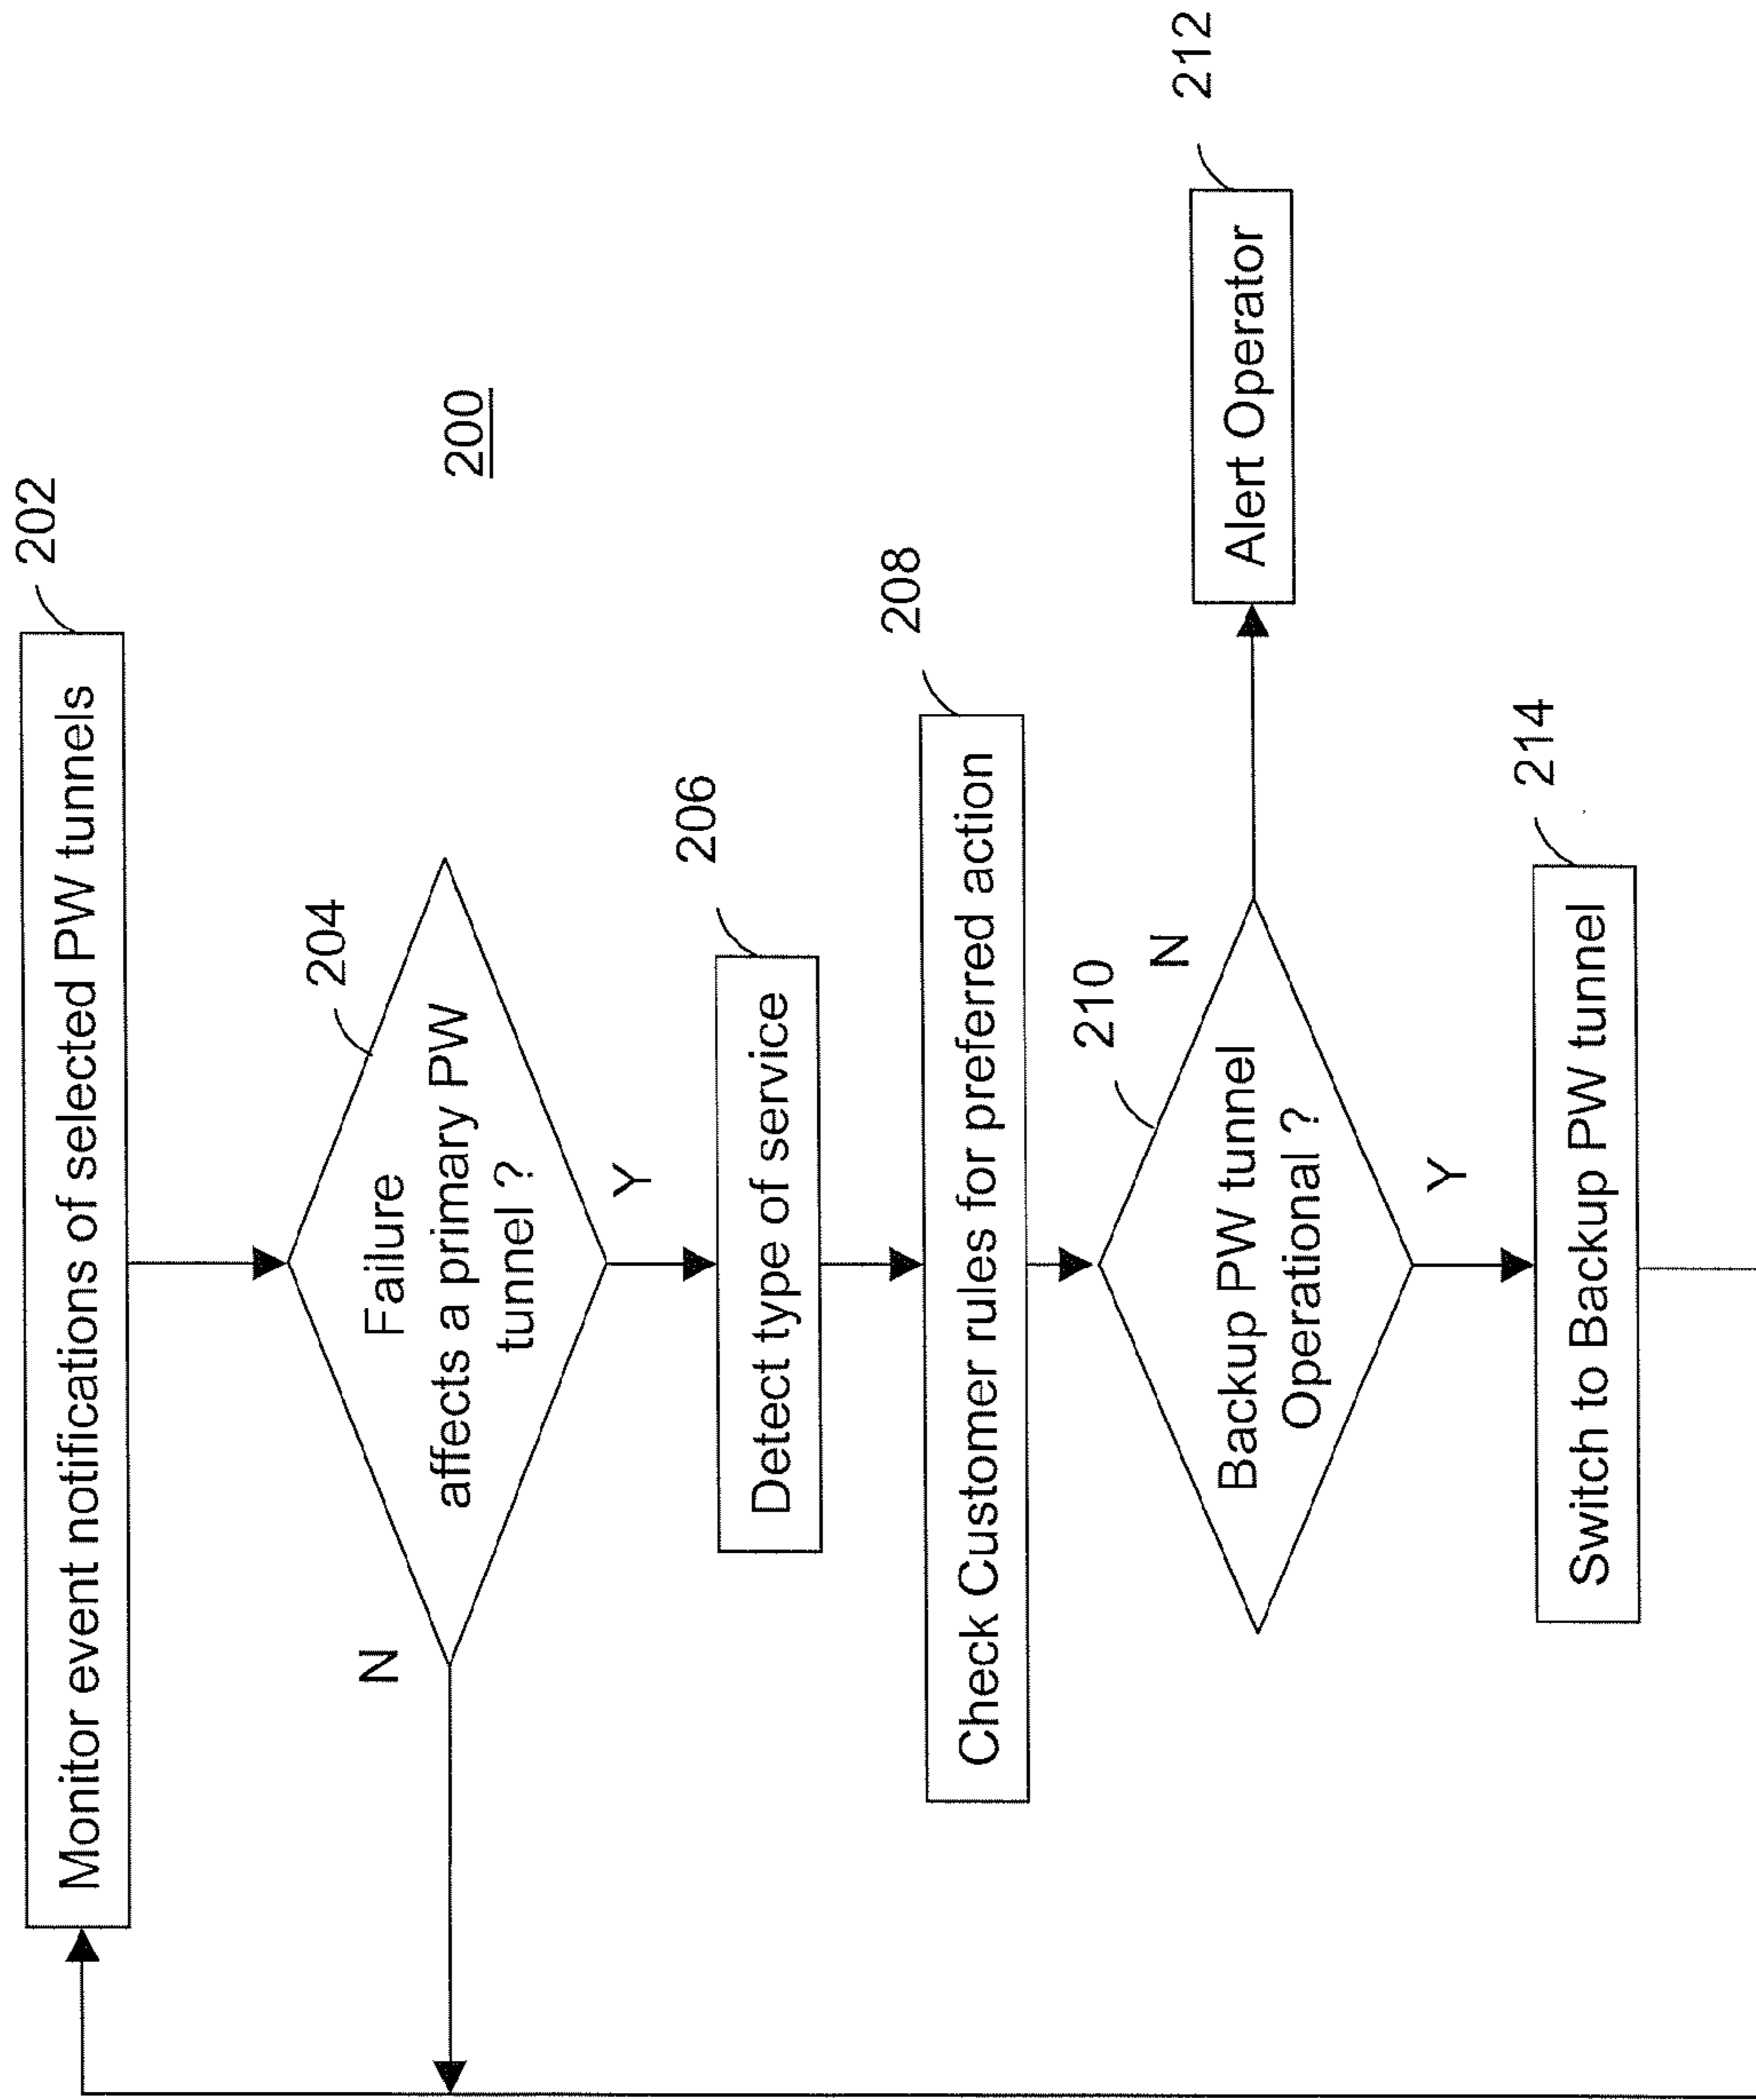 200
202
Monitor event notifications of selected PW tunnels
204
Failure
affects a primary PW
tunnel ?
N
Y
206
Detect type of service
208
Check Customer rules for preferred action
210
Backup PW tunnel
Operational ?
N
212
Alert Operator
Y
214
Switch to Backup PW tunnel